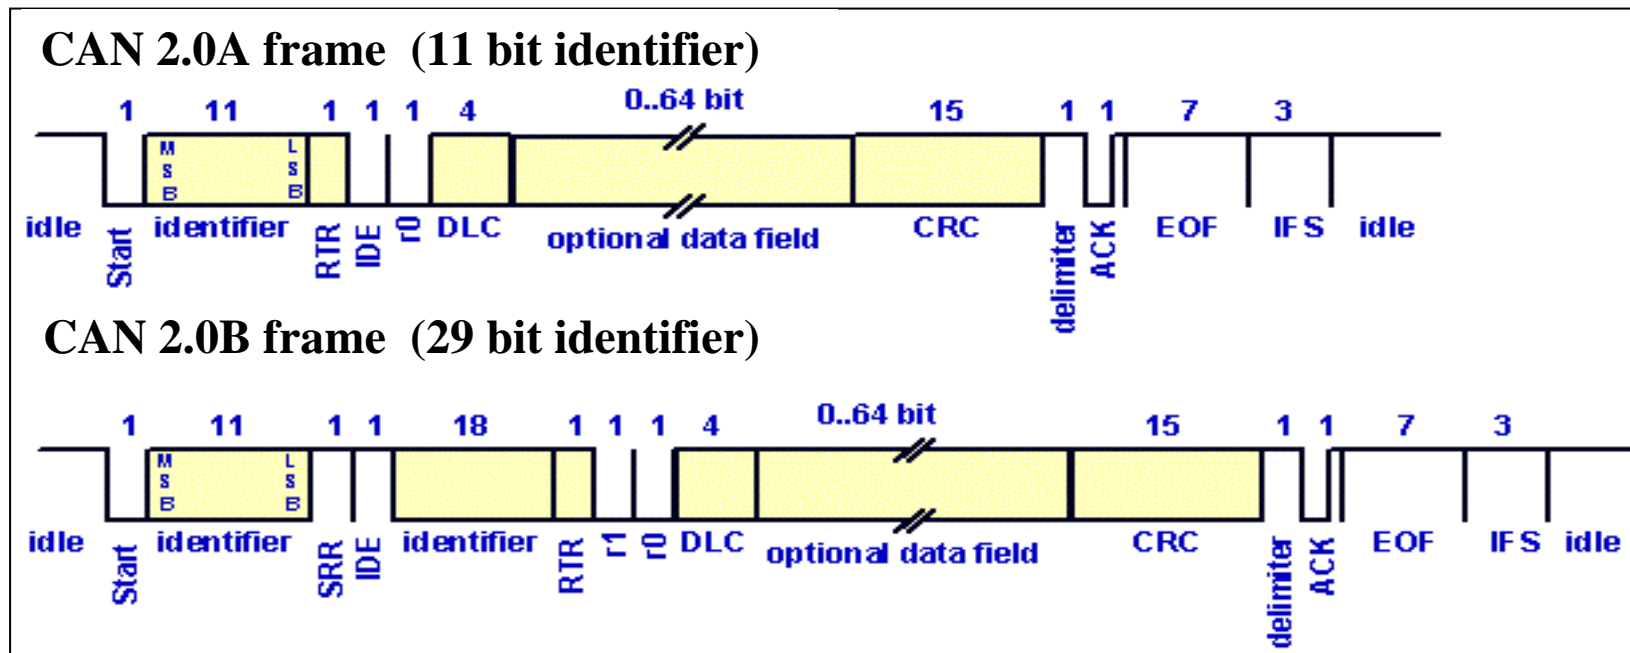 CAN 2.0A frame (11 bit identifier)
1 11 1 1 1 4 0..64 bit 15 1 1 7 3
M S B L S B
idle Start identifier RTR IDE r0 DLC optional data field CRC delimiter ACK EOF IFS idle
CAN 2.0B frame (29 bit identifier)
1 11 1 1 18 1 1 1 4 0..64 bit 15 1 1 7 3
M S B L S B
idle Start identifier SRR IDE identifier RTR r1 r0 DLC optional data field CRC delimiter ACK EOF IFS idle